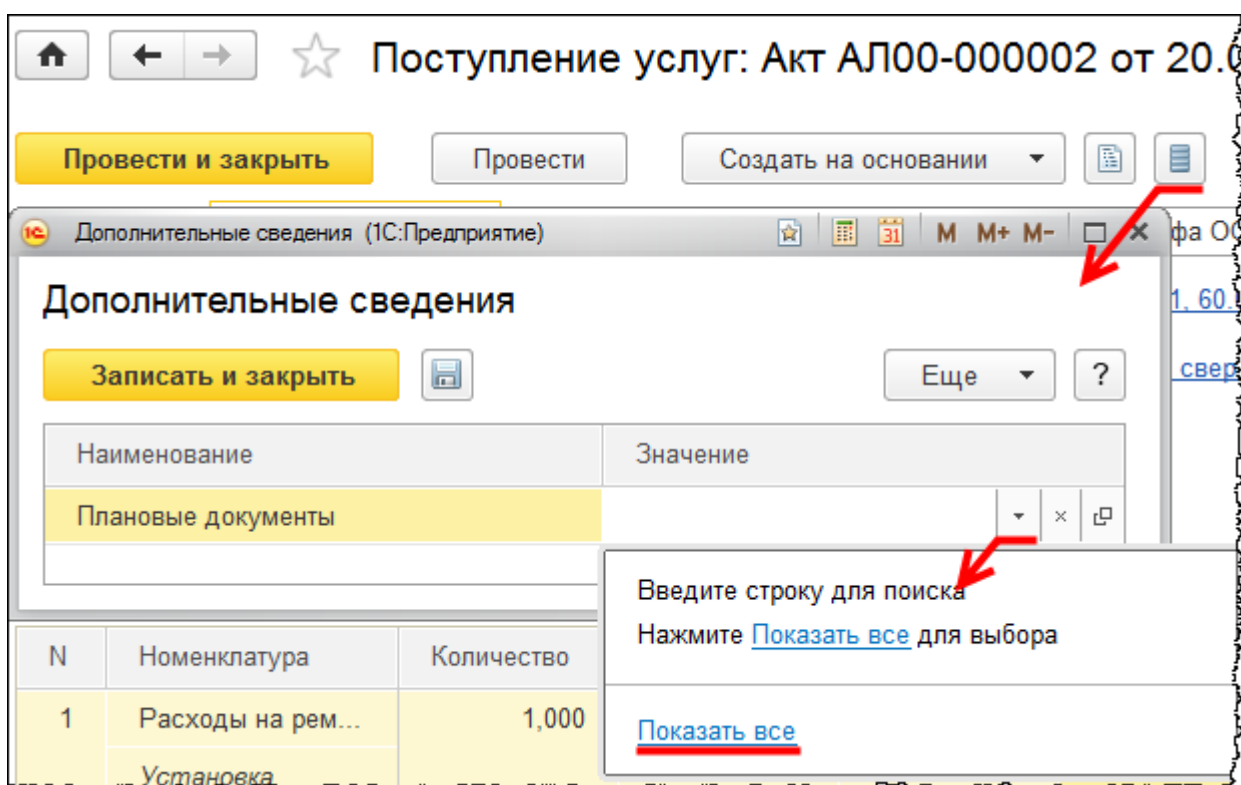 Поступление услуг: Акт АЛ00-000002 от 20.
Провести и закрыть Провести Создать на основании
Дополнительные сведения (1С:Предприятие) 31 M M+ M-
фа ОС
Дополнительные сведения
1, 60.
Записать и закрыть Еще ?
свер
Наименование Значение
Плановые документы
Введите строку для поиска
Нажмите Показать все для выбора
N Номенклатура Количество
1 Расходы на рем... 1,000
Показать все
Установка